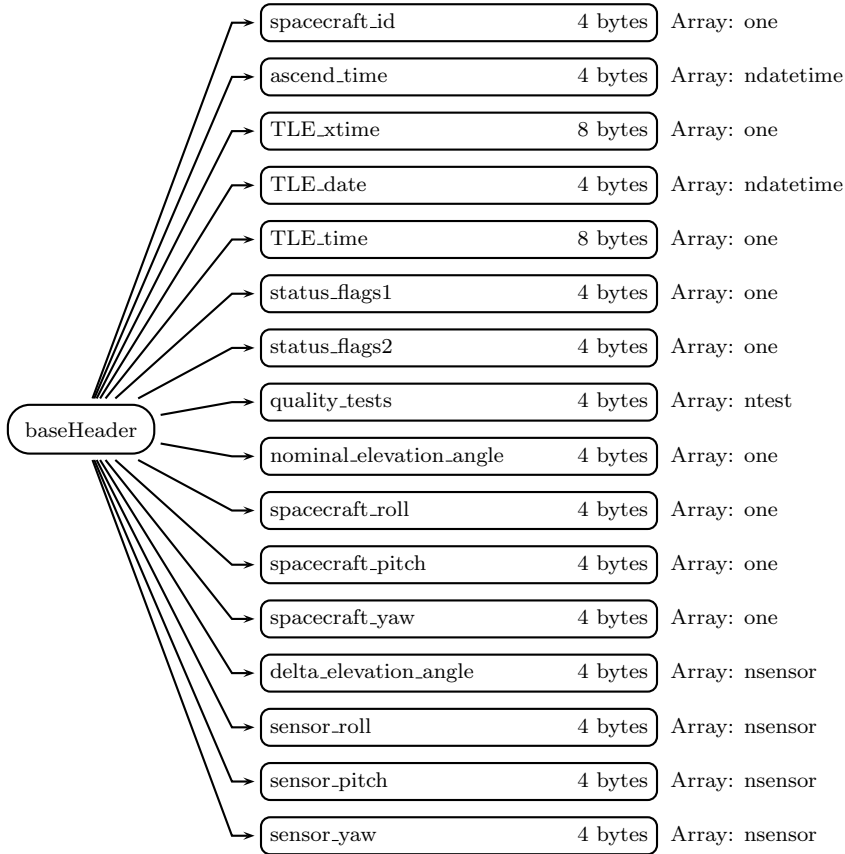 spacecraft_id 4 bytes Array: one
ascend_time 4 bytes Array: ndatetime
TLE_xtime 8 bytes Array: one
TLE_date 4 bytes Array: ndatetime
TLE_time 8 bytes Array: one
status_flags1 4 bytes Array: one
status_flags2 4 bytes Array: one
quality_tests 4 bytes Array: ntest
baseHeader
nominal_elevation_angle 4 bytes Array: one
spacecraft_roll 4 bytes Array: one
spacecraft_pitch 4 bytes Array: one
spacecraft_yaw 4 bytes Array: one
delta_elevation_angle 4 bytes Array: nsensor
sensor_roll 4 bytes Array: nsensor
sensor_pitch 4 bytes Array: nsensor
sensor_yaw 4 bytes Array: nsensor